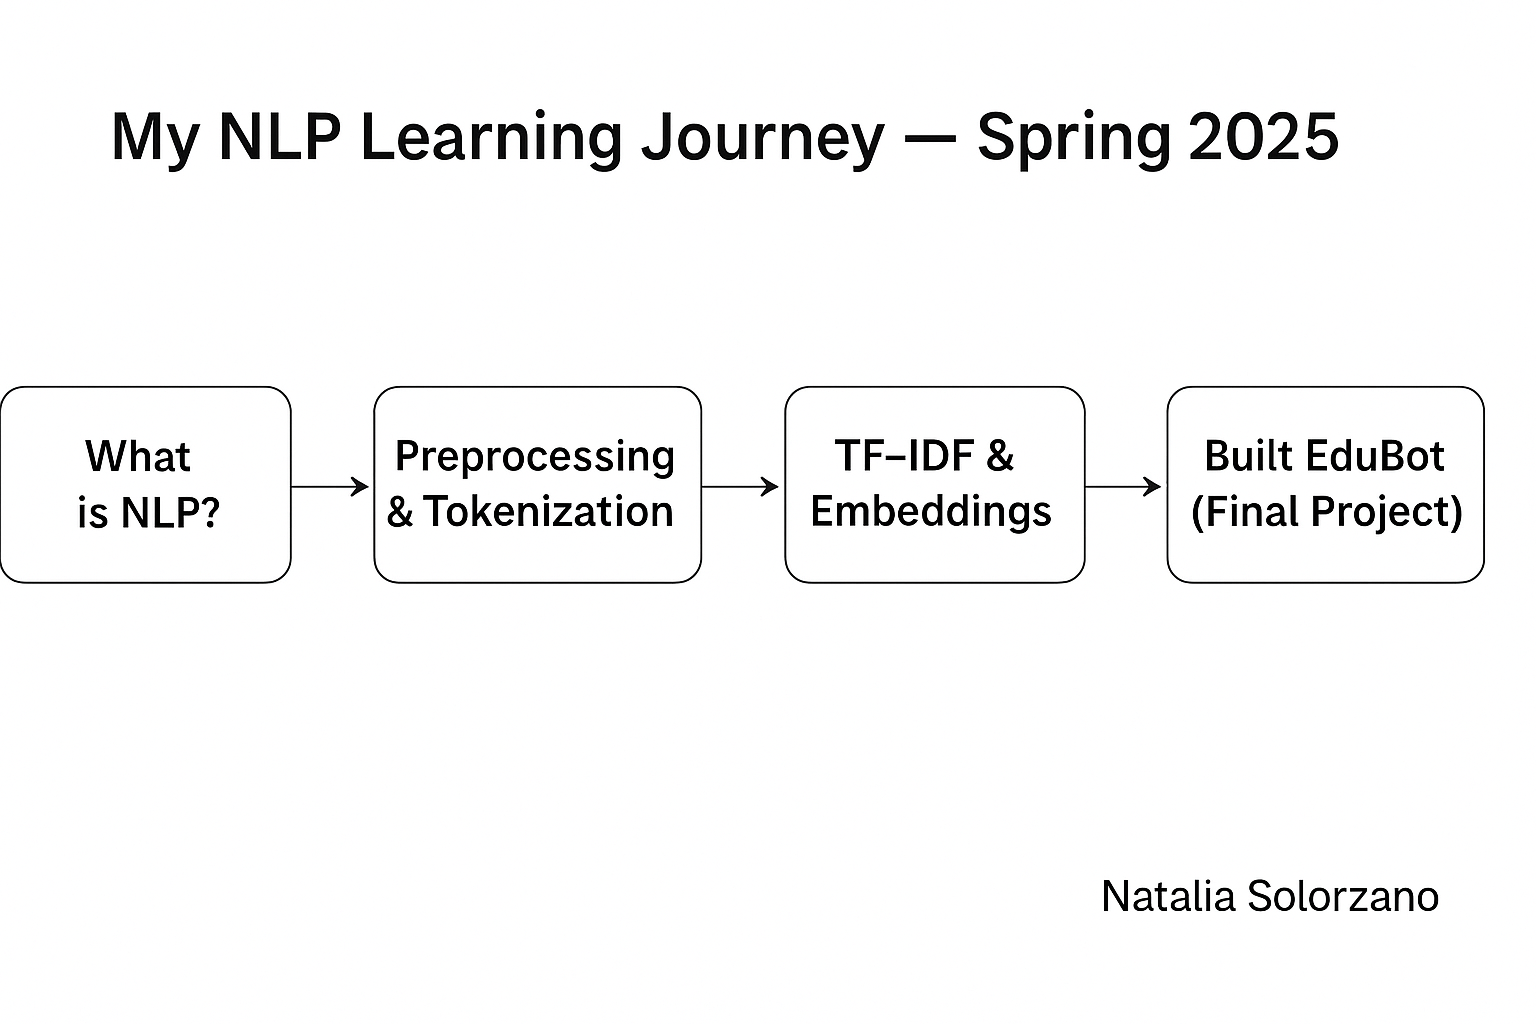 My NLP Learning Journey — Spring 2025
What
is NLP?
Preprocessing
& Tokenization
TF–IDF &
Embeddings
Built EduBot
(Final Project)
Natalia Solorzano